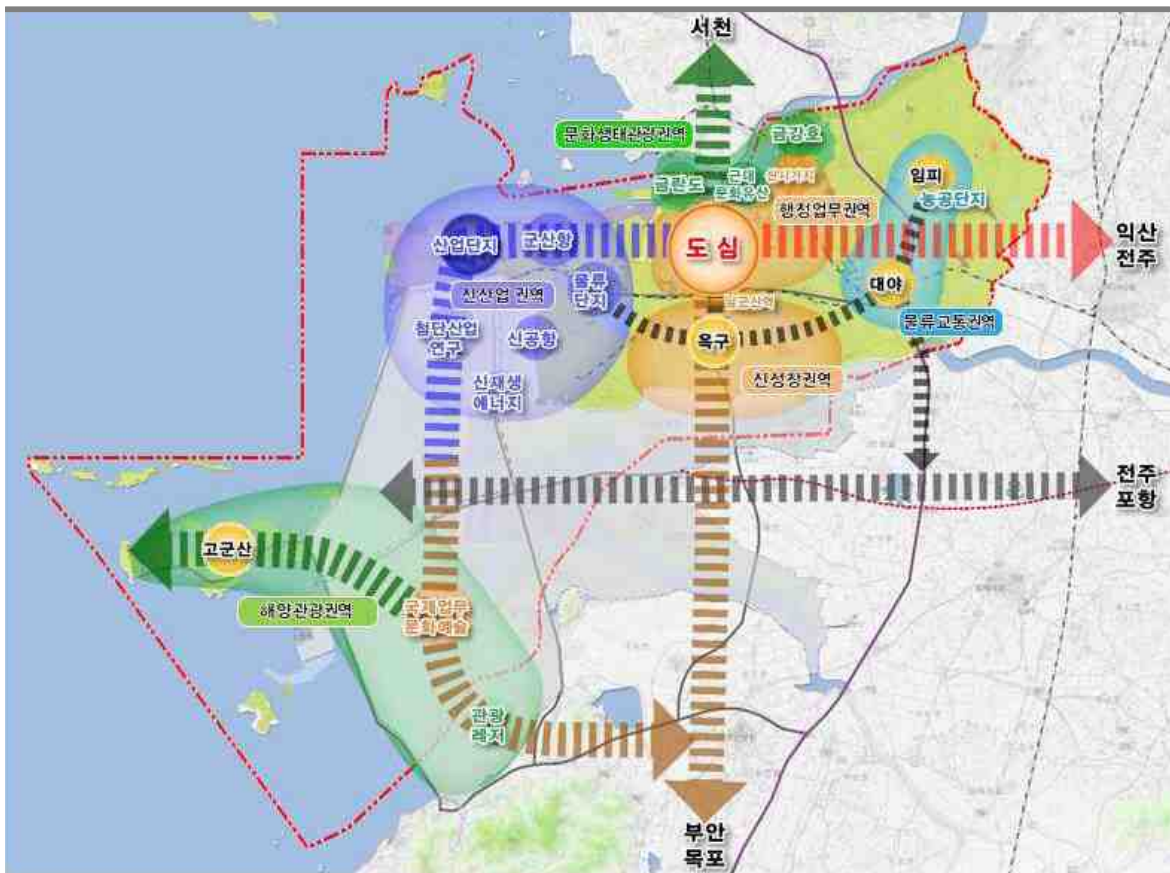 서천
문화생태관광권역
금강호
금란도
근대
문화유산
임피
농공단지
행정업무권역
산업단지
군산항
도심
익산
전주
신산업 권역
물류
단지
대야
물류교통권역
첨단산업
연구
신공항
옥구
신재생
에너지
신성장권역
전주
포항
고군산
해양관광권역
국제업무
문화예술
관광
레저
부안
목포